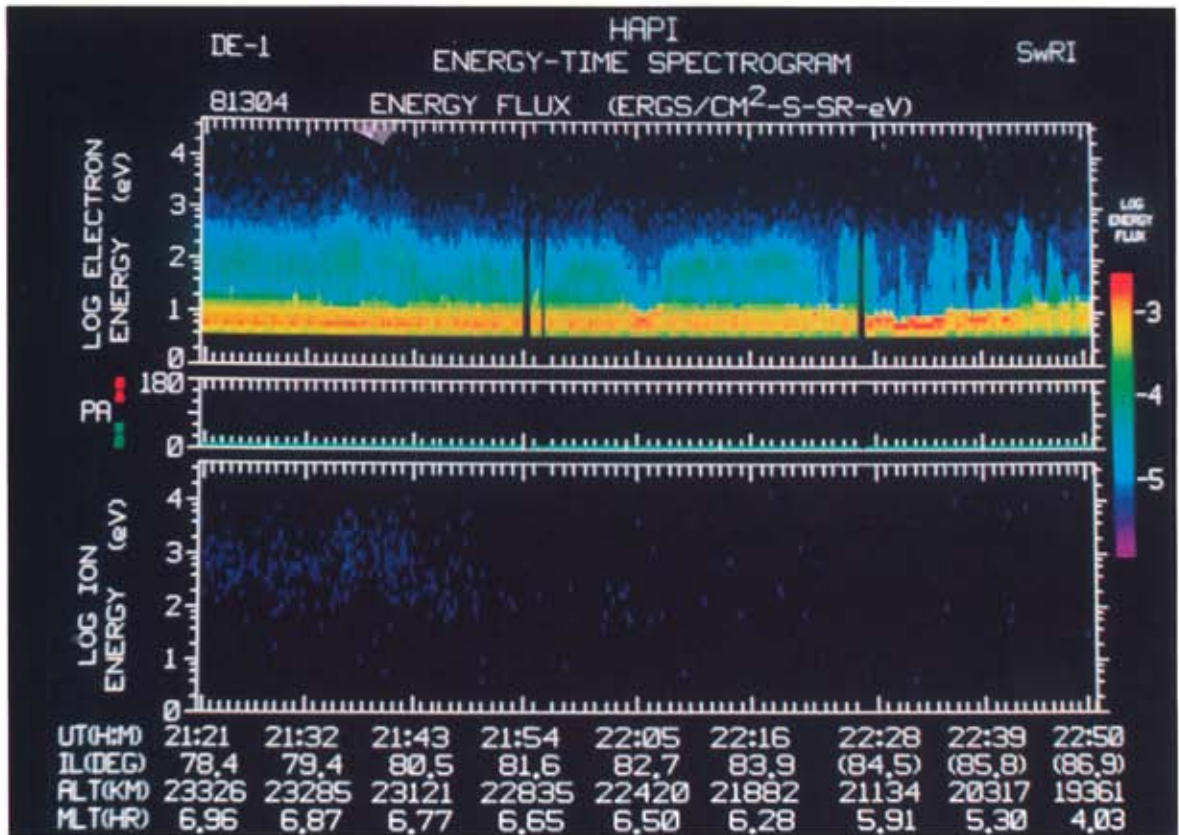 HAPI
DE-1
ENERGY-TIME SPECTROGRAM
SwRI
81304 ENERGY FLUX (ERGS/CM²-S-SR-eV)
LOG ELECTRON
ENERGY (eV)
4
3
2
1
0
LOG
ENERGY
FLUX
-3
-4
-5
PA
180
0
LOG ION
ENERGY (eV)
4
3
2
1
0
UT(H:M) 21:21 21:32 21:43 21:54 22:05 22:16 22:28 22:39 22:50
IL(DEG) 78.4 79.4 80.5 81.6 82.7 83.9 (84.5) (85.8) (86.9)
ALT(KM) 23326 23285 23121 22835 22420 21882 21134 20317 19361
MLT(HR) 6.96 6.87 6.77 6.65 6.50 6.28 5.91 5.30 4.03